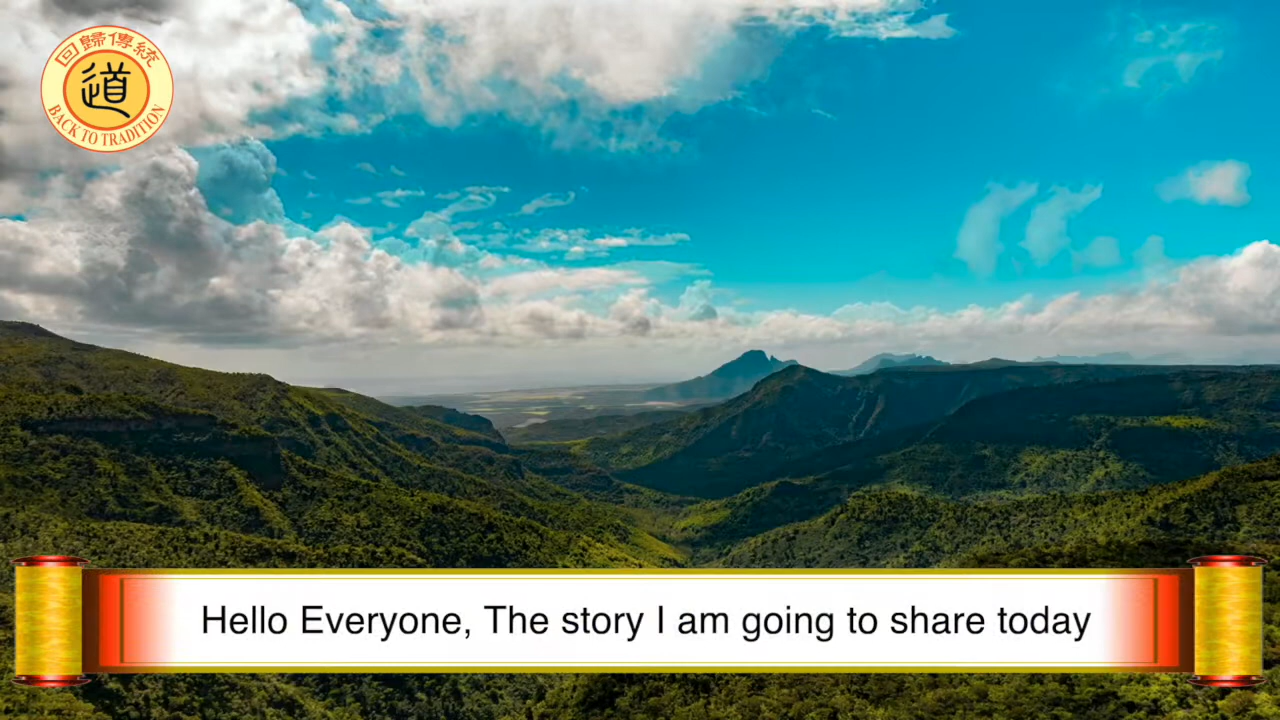 回歸傳統
道
BACK TO TRADITION
Hello Everyone, The story I am going to share today